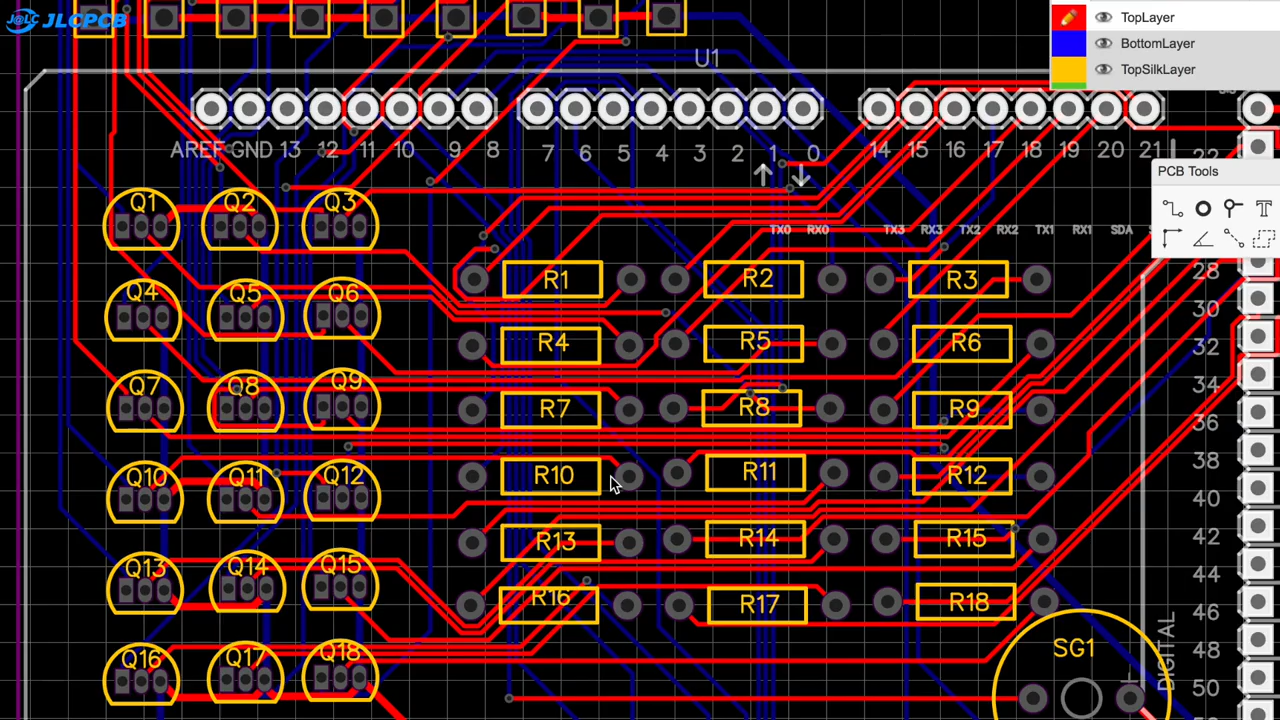 J@LC JLCPCB
TopLayer
BottomLayer
TopSilkLayer
U1
AREF GND 13 12 11 10 9 8 7 6 5 4 3 2 1 0 14 15 16 17 18 19 20 21
PCB Tools
T
TX0 RX0 TX3 RX3 TX2 RX2 TX1 RX1 SDA
Q1 Q2 Q3
R1 R2 R3 28
Q4 Q5 Q6 30
R4 R5 R6 32
Q7 Q8 Q9 34
R7 R8 R9 36
38
Q10 Q11 Q12 R10 R11 R12
40
R13 R14 R15 42
Q13 Q14 Q15 44
R16 R17 R18 46
Q16 Q17 Q18 SG1 48
DIGITAL
50